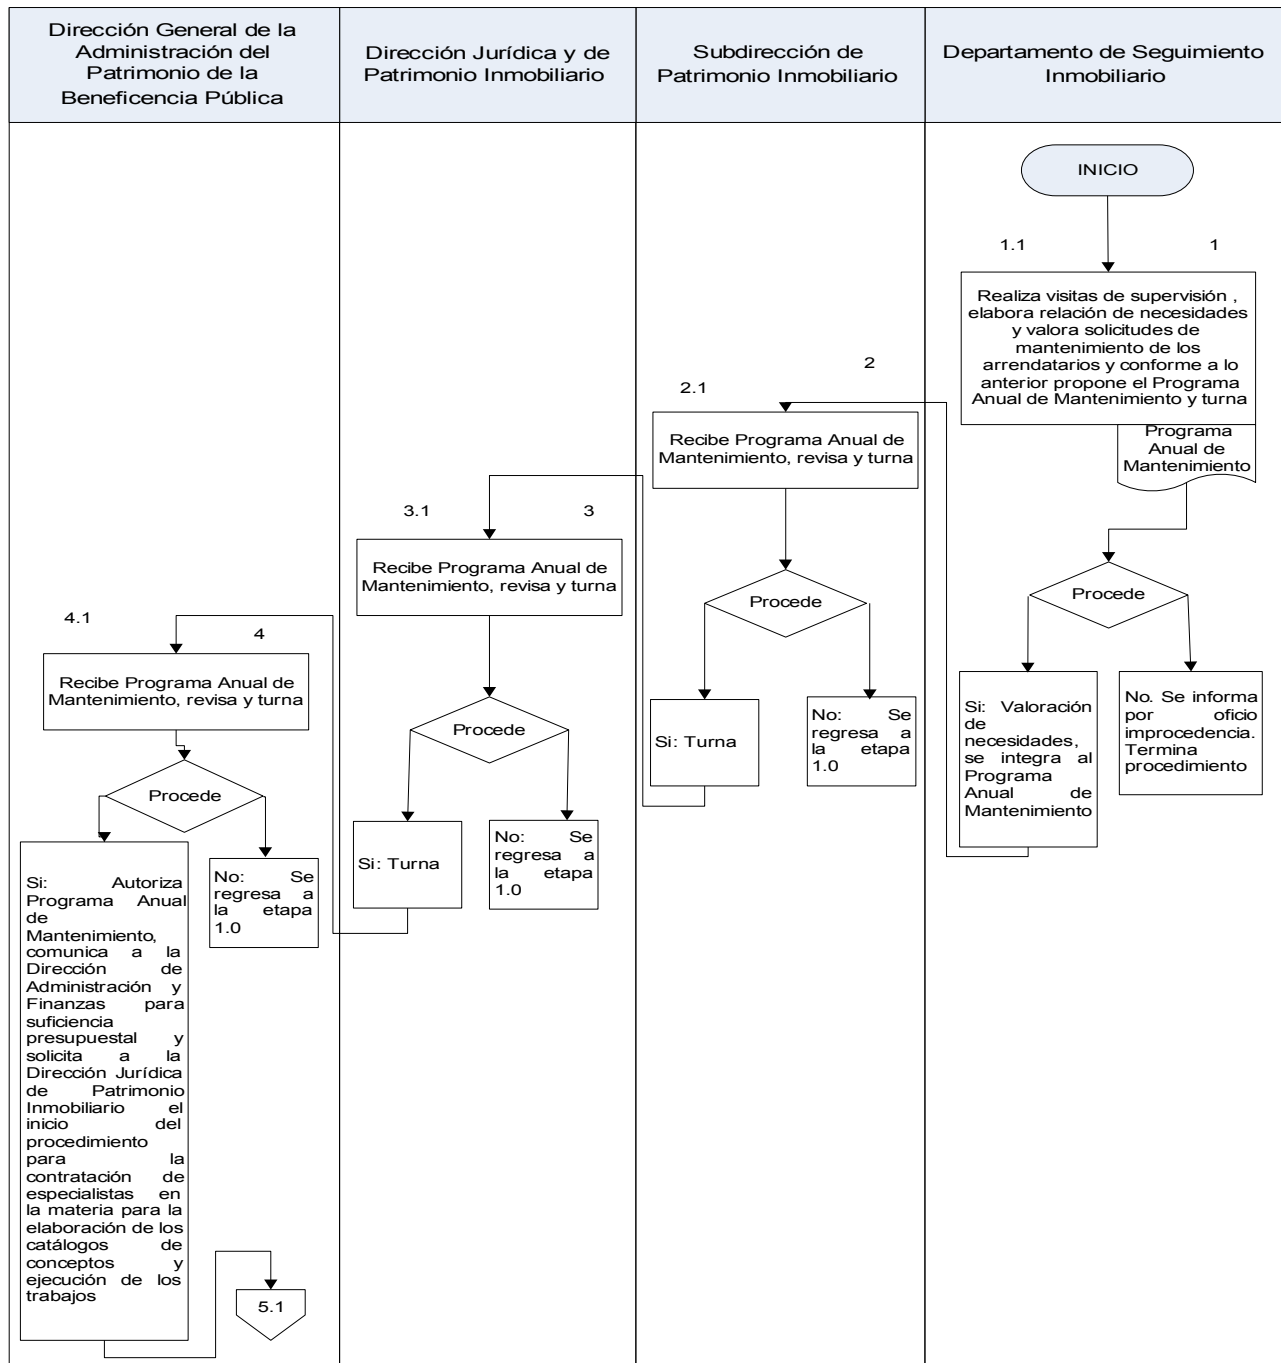 Dirección General de la
Administración del
Patrimonio de la
Beneficencia Pública
Dirección Jurídica y de
Patrimonio Inmobiliario
Subdirección de
Patrimonio Inmobiliario
Departamento de Seguimiento
Inmobiliario
INICIO
1.1
1
Realiza visitas de supervisión ,
elabora relación de necesidades
y valora solicitudes de
mantenimiento de los
arrendatarios y conforme a lo
anterior propone el Programa
Anual de Mantenimiento y turna
Programa
Anual de
Mantenimiento
Procede
Si: Valoración
de
necesidades,
se integra al
Programa
Anual de
Mantenimiento
No. Se informa
por oficio
improcedencia.
Termina
procedimiento
2
2.1
Recibe Programa Anual de
Mantenimiento, revisa y turna
Procede
Si: Turna
No: Se
regresa a
la etapa
1.0
3.1
3
Recibe Programa Anual de
Mantenimiento, revisa y turna
Procede
Si: Turna
No: Se
regresa a
la etapa
1.0
4.1
4
Recibe Programa Anual de
Mantenimiento, revisa y turna
Procede
Si: Autoriza
Programa Anual
de
Mantenimiento,
comunica a la
Dirección de
Administración y
Finanzas para
suficiencia
presupuestal y
solicita a la
Dirección Jurídica
de Patrimonio
Inmobiliario el
inicio del
procedimiento
para la
contratación de
especialistas en
la materia para la
elaboración de los
catálogos de
conceptos y
ejecución de los
trabajos
No: Se
regresa a
la etapa
1.0
5.1